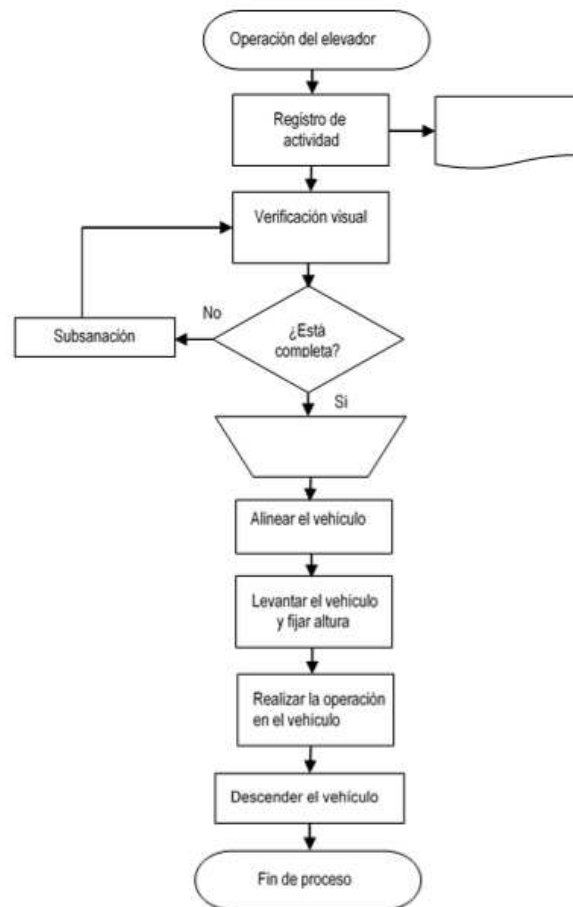 Operación del elevador
Registro de
actividad
Verificación visual
No
Subsanación
¿Está
completa?
Si
Alinear el vehículo
Levantar el vehículo
y fijar altura
Realizar la operación
en el vehículo
Descender el vehículo
Fin de proceso